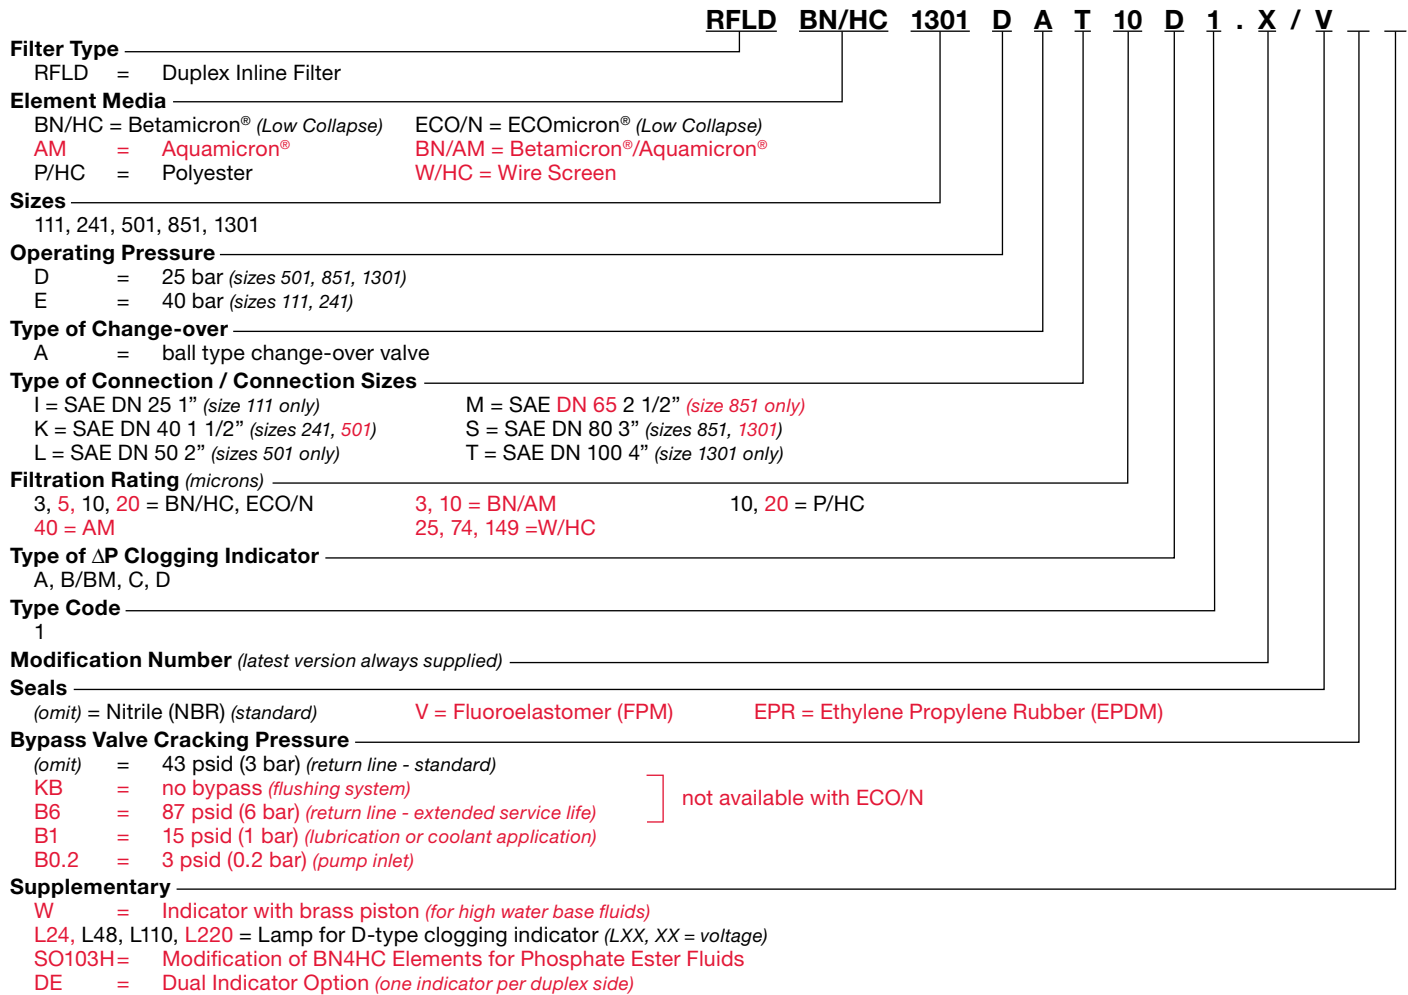 RFLD BN/HC 1301 D A T 10 D 1 . X / V
Filter Type
RFLD = Duplex Inline Filter
Element Media
BN/HC = Betamicron® (Low Collapse) ECO/N = ECOmicron® (Low Collapse)
AM = Aquamicron® BN/AM = Betamicron®/Aquamicron®
P/HC = Polyester W/HC = Wire Screen
Sizes
111, 241, 501, 851, 1301
Operating Pressure
D = 25 bar (sizes 501, 851, 1301)
E = 40 bar (sizes 111, 241)
Type of Change-over
A = ball type change-over valve
Type of Connection / Connection Sizes
I = SAE DN 25 1” (size 111 only) M = SAE DN 65 2 1/2” (size 851 only)
K = SAE DN 40 1 1/2” (sizes 241, 501) S = SAE DN 80 3” (sizes 851, 1301)
L = SAE DN 50 2” (sizes 501 only) T = SAE DN 100 4” (size 1301 only)
Filtration Rating (microns)
3, 5, 10, 20 = BN/HC, ECO/N 3, 10 = BN/AM 10, 20 = P/HC
40 = AM 25, 74, 149 =W/HC
Type of ΔP Clogging Indicator
A, B/BM, C, D
Type Code
1
Modification Number (latest version always supplied)
Seals
(omit) = Nitrile (NBR) (standard) V = Fluoroelastomer (FPM) EPR = Ethylene Propylene Rubber (EPDM)
Bypass Valve Cracking Pressure
(omit) = 43 psid (3 bar) (return line - standard)
KB = no bypass (flushing system)
not available with ECO/N
B6 = 87 psid (6 bar) (return line - extended service life)
B1 = 15 psid (1 bar) (lubrication or coolant application)
B0.2 = 3 psid (0.2 bar) (pump inlet)
Supplementary
W = Indicator with brass piston (for high water base fluids)
L24, L48, L110, L220 = Lamp for D-type clogging indicator (LXX, XX = voltage)
SO103H = Modification of BN4HC Elements for Phosphate Ester Fluids
DE = Dual Indicator Option (one indicator per duplex side)